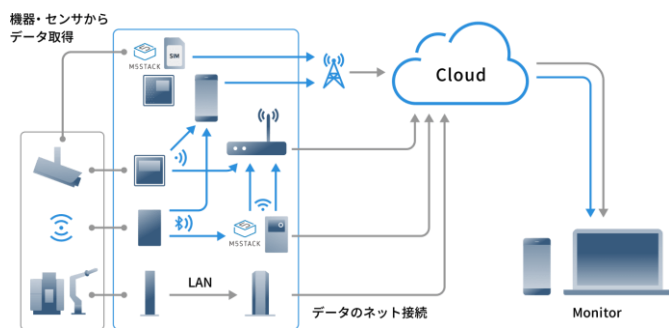 機器・センサから
データ取得
M5STACK
SIM
Cloud
M5STACK
LAN
データのネット接続
Monitor